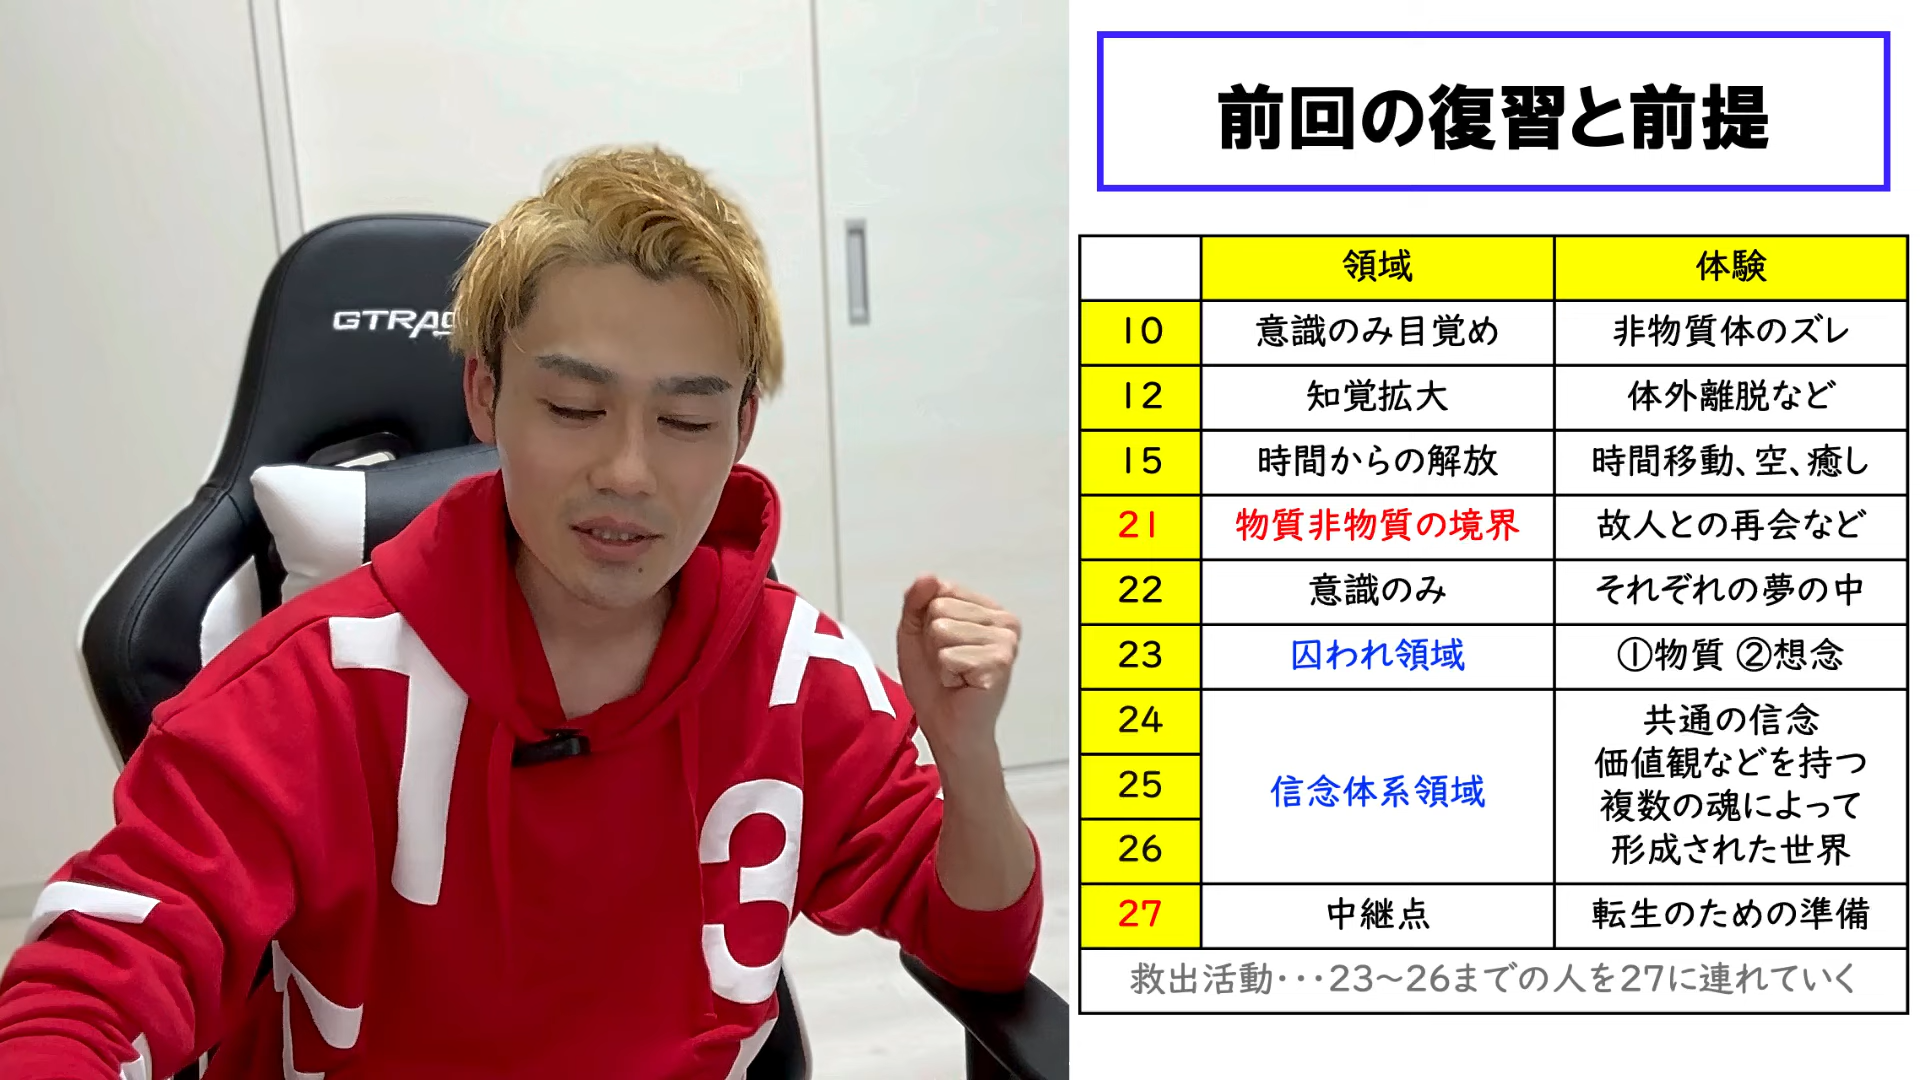 前回の復習と前提
領域 体験
10 意識のみ目覚め 非物質体のズレ
12 知覚拡大 体外離脱など
15 時間からの解放 時間移動、空、癒し
21 物質非物質の境界 故人との再会など
22 意識のみ それぞれの夢の中
23 囚われ領域 ①物質 ②想念
24
25
26
信念体系領域
共通の信念
価値観などを持つ
複数の魂によって
形成された世界
27 中継点 転生のための準備
救出活動･･･23～26までの人を27に連れていく
3